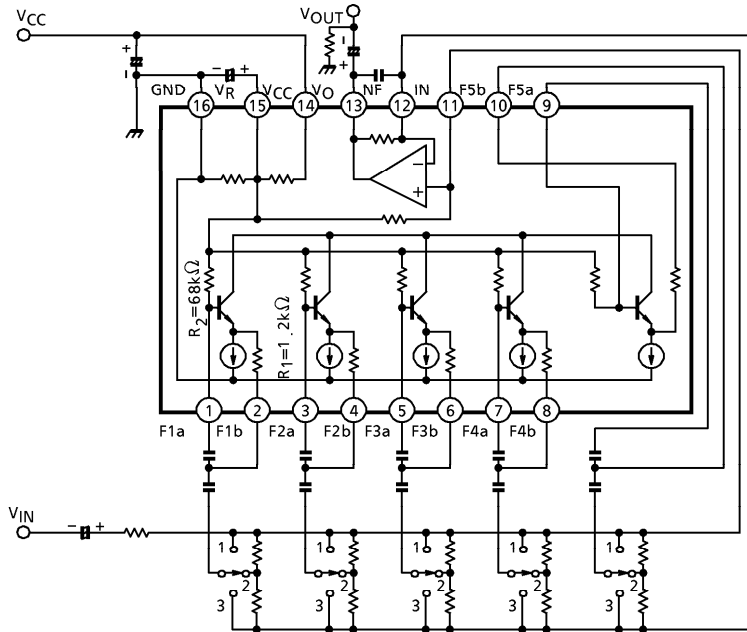 VCC
VOUT
+
-
-
+
- +
GND
VR
VCC
VO
NF
IN
F5b
F5a
16
15
14
13
12
11
10
9
-
+
R2=68kΩ
R1=1.2kΩ
1
2
3
4
5
6
7
8
F1a
F1b
F2a
F2b
F3a
F3b
F4a
F4b
VIN
- +
1
1
1
1
1
2
2
2
2
2
3
3
3
3
3